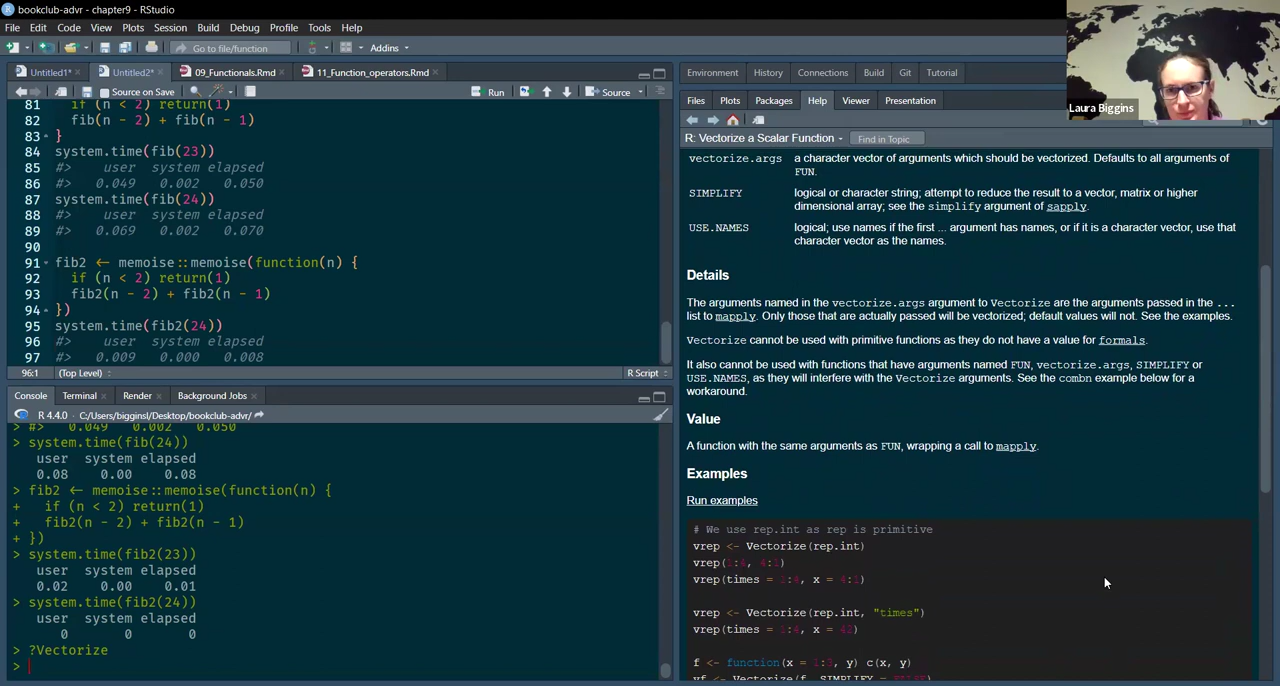 bookclub-advr - chapter9 - RStudio
File Edit Code View Plots Session Build Debug Profile Tools Help
Go to file/function Addins
Untitled1* Untitled2* 09_Functionals.Rmd 11_Function_operators.Rmd
Source on Save Run Source
81 if (n < 2) return(1)
82 fib(n - 2) + fib(n - 1)
83 }
84 system.time(fib(23))
85 #> user system elapsed
86 #> 0.049 0.002 0.050
87 system.time(fib(24))
88 #> user system elapsed
89 #> 0.069 0.002 0.070
90
91 fib2 ← memoise::memoise(function(n) {
92 if (n < 2) return(1)
93 fib2(n - 2) + fib2(n - 1)
94 })
95 system.time(fib2(24))
96 #> user system elapsed
97 #> 0.009 0.000 0.008
96:1 (Top Level) R Script
Console Terminal Render Background Jobs
R 4.4.0 · C:/Users/bigginsl/Desktop/bookclub-advr/
> #> 0.049 0.002 0.050
> system.time(fib(24))
user system elapsed
0.08 0.00 0.08
> fib2 ← memoise::memoise(function(n) {
+ if (n < 2) return(1)
+ fib2(n - 2) + fib2(n - 1)
+ })
> system.time(fib2(23))
user system elapsed
0.02 0.00 0.01
> system.time(fib2(24))
user system elapsed
0 0 0
> ?Vectorize
>
Environment History Connections Build Git Tutorial
Files Plots Packages Help Viewer Presentation
Laura Biggins
R: Vectorize a Scalar Function Find in Topic
vectorize.args a character vector of arguments which should be vectorized. Defaults to all arguments of
FUN.
SIMPLIFY logical or character string; attempt to reduce the result to a vector, matrix or higher
dimensional array; see the simplify argument of sapply.
USE.NAMES logical; use names if the first ... argument has names, or if it is a character vector, use that
character vector as the names.
Details
The arguments named in the vectorize.args argument to Vectorize are the arguments passed in the ...
list to mapply. Only those that are actually passed will be vectorized; default values will not. See the examples.
Vectorize cannot be used with primitive functions as they do not have a value for formals.
It also cannot be used with functions that have arguments named FUN, vectorize.args, SIMPLIFY or
USE.NAMES, as they will interfere with the Vectorize arguments. See the combn example below for a
workaround.
Value
A function with the same arguments as FUN, wrapping a call to mapply.
Examples
Run examples
# We use rep.int as rep is primitive
vrep <- Vectorize(rep.int)
vrep(1:4, 4:1)
vrep(times = 1:4, x = 4:1)
vrep <- Vectorize(rep.int, "times")
vrep(times = 1:4, x = 42)
f <- function(x = 1:3, y) c(x, y)
vf <- Vectorize(f, SIMPLIFY = FALSE)